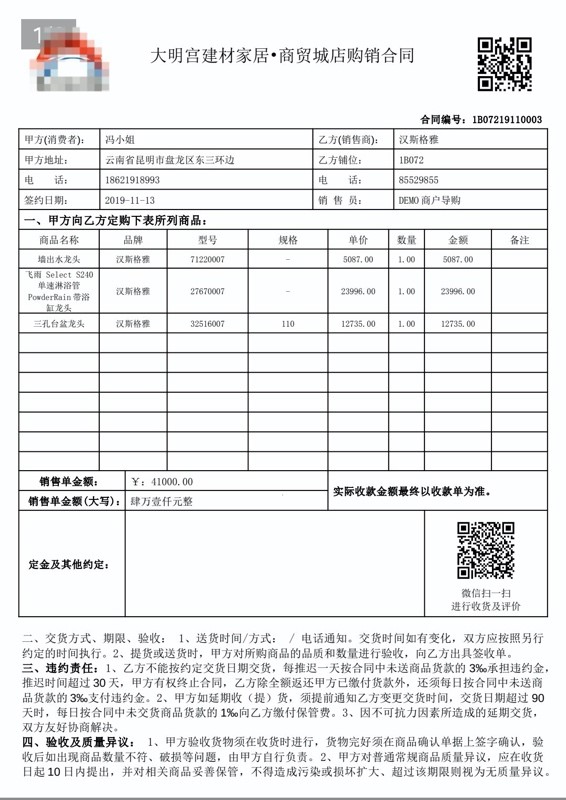 1
大明宫建材家居•商贸城店购销合同
合同编号：1B07219110003
甲方(消费者)： 冯小姐 乙方(销售商)： 汉斯格雅
甲方地址： 云南省昆明市盘龙区东三环边 乙方铺位： 1B072
电 话： 18621918993 电 话： 85529855
签约日期： 2019-11-13 销 售 员： DEMO商户导购
一、甲方向乙方定购下表所列商品：
商品名称 品牌 型号 规格 单价 数量 金额 备注
墙出水龙头 汉斯格雅 71220007 - 5087.00 1.00 5087.00
飞雨 Select S240
单速淋浴管
PowderRain带浴
缸龙头
汉斯格雅 27670007 - 23996.00 1.00 23996.00
三孔台盆龙头 汉斯格雅 32516007 110 12735.00 1.00 12735.00
销售单金额： ￥：41000.00
销售单金额(大写)： 肆万壹仟元整
实际收款金额最终以收款单为准。
定金及其他约定：
微信扫一扫
进行收货及评价
二、交货方式、期限、验收： 1、送货时间/方式： / 电话通知。交货时间如有变化，双方应按照另行
约定的时间执行。2、提货或送货时，甲方对所购商品的品质和数量进行验收，向乙方出具签收单。
三、违约责任：1、乙方不能按约定交货日期交货，每推迟一天按合同中未送商品货款的3‰承担违约金，
推迟时间超过30天，甲方有权终止合同，乙方除全额返还甲方已缴付货款外，还须每日按合同中未送商
品货款的3‰支付违约金。2、甲方如延期收（提）货，须提前通知乙方变更交货时间，交货日期超过90
天时，每日按合同中未交货商品货款的1‰向乙方缴付保管费。3、因不可抗力因素所造成的延期交货，
双方友好协商解决。
四、验收及质量异议： 1、甲方验收货物须在收货时进行，货物完好须在商品确认单据上签字确认，验
收后如出现商品数量不符、破损等问题，由甲方自行负责。2、甲方对普通常规商品质量异议，应在收货
日起10日内提出，并对相关商品妥善保管，不得造成污染或损坏扩大、超过该期限则视为无质量异议。